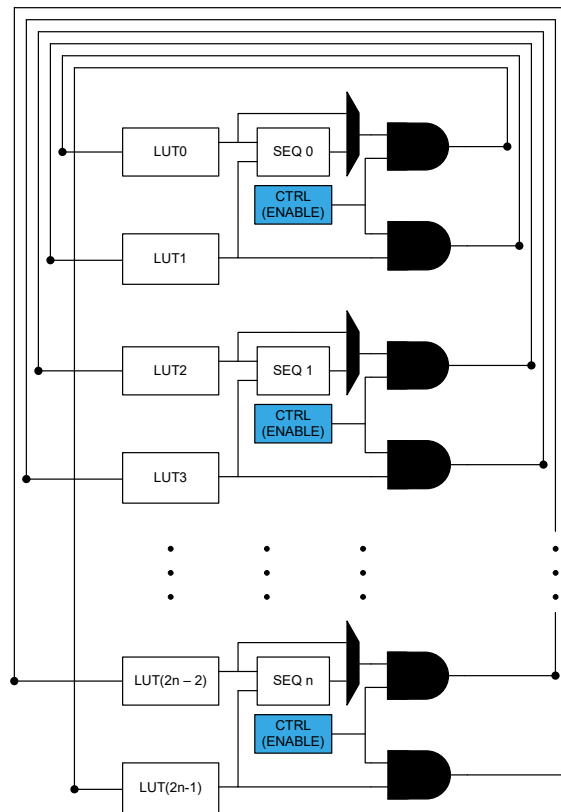 LUT0
SEQ 0
CTRL
(ENABLE)
LUT1
LUT2
SEQ 1
CTRL
(ENABLE)
LUT3
LUT(2n – 2)
SEQ n
CTRL
(ENABLE)
LUT(2n-1)